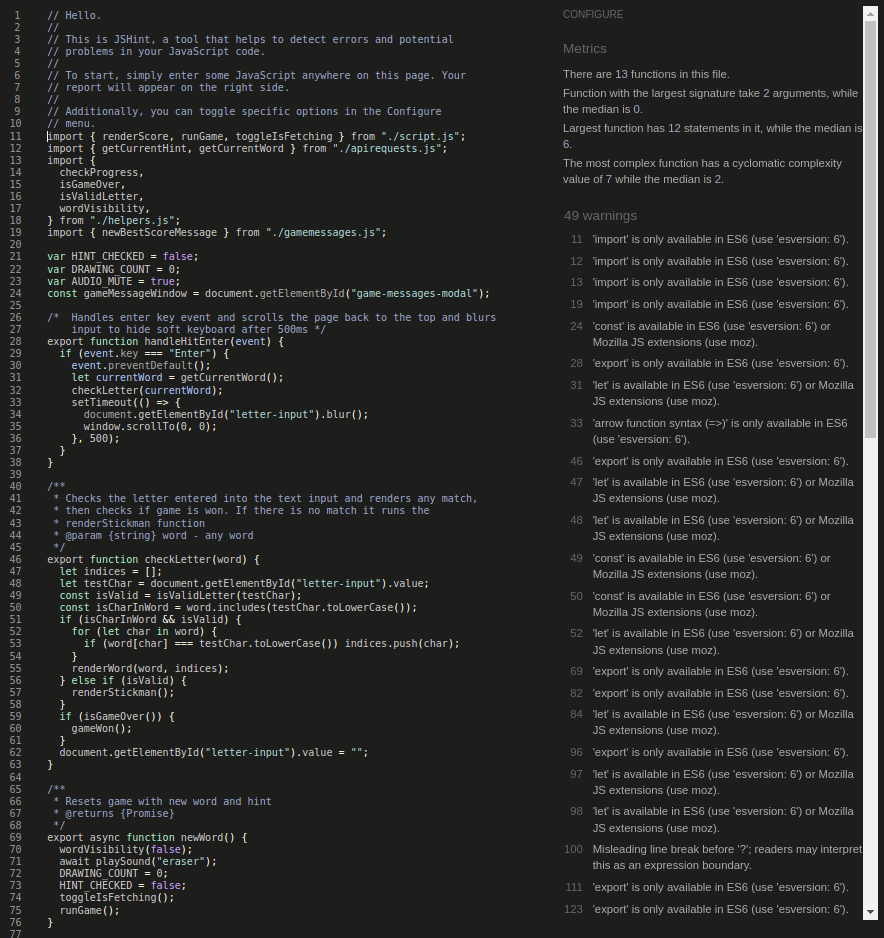 1 // Hello.
2 //
3 // This is JSHint, a tool that helps to detect errors and potential
4 // problems in your JavaScript code.
5 //
6 // To start, simply enter some JavaScript anywhere on this page. Your
7 // report will appear on the right side.
8 //
9 // Additionally, you can toggle specific options in the Configure
10 // menu.
11 import { renderScore, runGame, toggleIsFetching } from "./script.js";
12 import { getCurrentHint, getCurrentWord } from "./apirequests.js";
13 import {
14   checkProgress,
15   isGameOver,
16   isValidLetter,
17   wordVisibility,
18 } from "./helpers.js";
19 import { newBestScoreMessage } from "./gamemessages.js";
20
21 var HINT_CHECKED = false;
22 var DRAWING_COUNT = 0;
23 var AUDIO_MUTE = true;
24 const gameMessageWindow = document.getElementById("game-messages-modal");
25
26 /*  Handles enter key event and scrolls the page back to the top and blurs
27     input to hide soft keyboard after 500ms */
28 export function handleHitEnter(event) {
29   if (event.key === "Enter") {
30     event.preventDefault();
31     let currentWord = getCurrentWord();
32     checkLetter(currentWord);
33     setTimeout(() => {
34       document.getElementById("letter-input").blur();
35       window.scrollTo(0, 0);
36     }, 500);
37   }
38 }
39
40 /**
41  * Checks the letter entered into the text input and renders any match,
42  * then checks if game is won. If there is no match it runs the
43  * renderStickman function
44  * @param {string} word - any word
45  */
46 export function checkLetter(word) {
47   let indices = [];
48   let testChar = document.getElementById("letter-input").value;
49   const isValid = isValidLetter(testChar);
50   const isCharInWord = word.includes(testChar.toLowerCase());
51   if (isCharInWord && isValid) {
52     for (let char in word) {
53       if (word[char] === testChar.toLowerCase()) indices.push(char);
54     }
55     renderWord(word, indices);
56   } else if (isValid) {
57     renderStickman();
58   }
59   if (isGameOver()) {
60     gameWon();
61   }
62   document.getElementById("letter-input").value = "";
63 }
64
65 /**
66  * Resets game with new word and hint
67  * @returns {Promise}
68  */
69 export async function newWord() {
70   wordVisibility(false);
71   await playSound("eraser");
72   DRAWING_COUNT = 0;
73   HINT_CHECKED = false;
74   toggleIsFetching();
75   runGame();
76 }
77
CONFIGURE
Metrics
There are 13 functions in this file.
Function with the largest signature take 2 arguments, while
the median is 0.
Largest function has 12 statements in it, while the median is
6.
The most complex function has a cyclomatic complexity
value of 7 while the median is 2.
49 warnings
11 'import' is only available in ES6 (use 'esversion: 6').
12 'import' is only available in ES6 (use 'esversion: 6').
13 'import' is only available in ES6 (use 'esversion: 6').
19 'import' is only available in ES6 (use 'esversion: 6').
24 'const' is available in ES6 (use 'esversion: 6') or
Mozilla JS extensions (use moz).
28 'export' is only available in ES6 (use 'esversion: 6').
31 'let' is available in ES6 (use 'esversion: 6') or Mozilla
JS extensions (use moz).
33 'arrow function syntax (=>)' is only available in ES6
(use 'esversion: 6').
46 'export' is only available in ES6 (use 'esversion: 6').
47 'let' is available in ES6 (use 'esversion: 6') or Mozilla
JS extensions (use moz).
48 'let' is available in ES6 (use 'esversion: 6') or Mozilla
JS extensions (use moz).
49 'const' is available in ES6 (use 'esversion: 6') or
Mozilla JS extensions (use moz).
50 'const' is available in ES6 (use 'esversion: 6') or
Mozilla JS extensions (use moz).
52 'let' is available in ES6 (use 'esversion: 6') or Mozilla
JS extensions (use moz).
69 'export' is only available in ES6 (use 'esversion: 6').
82 'export' is only available in ES6 (use 'esversion: 6').
84 'let' is available in ES6 (use 'esversion: 6') or Mozilla
JS extensions (use moz).
96 'export' is only available in ES6 (use 'esversion: 6').
97 'let' is available in ES6 (use 'esversion: 6') or Mozilla
JS extensions (use moz).
98 'let' is available in ES6 (use 'esversion: 6') or Mozilla
JS extensions (use moz).
100 Misleading line break before '?'; readers may interpret
this as an expression boundary.
111 'export' is only available in ES6 (use 'esversion: 6').
123 'export' is only available in ES6 (use 'esversion: 6').